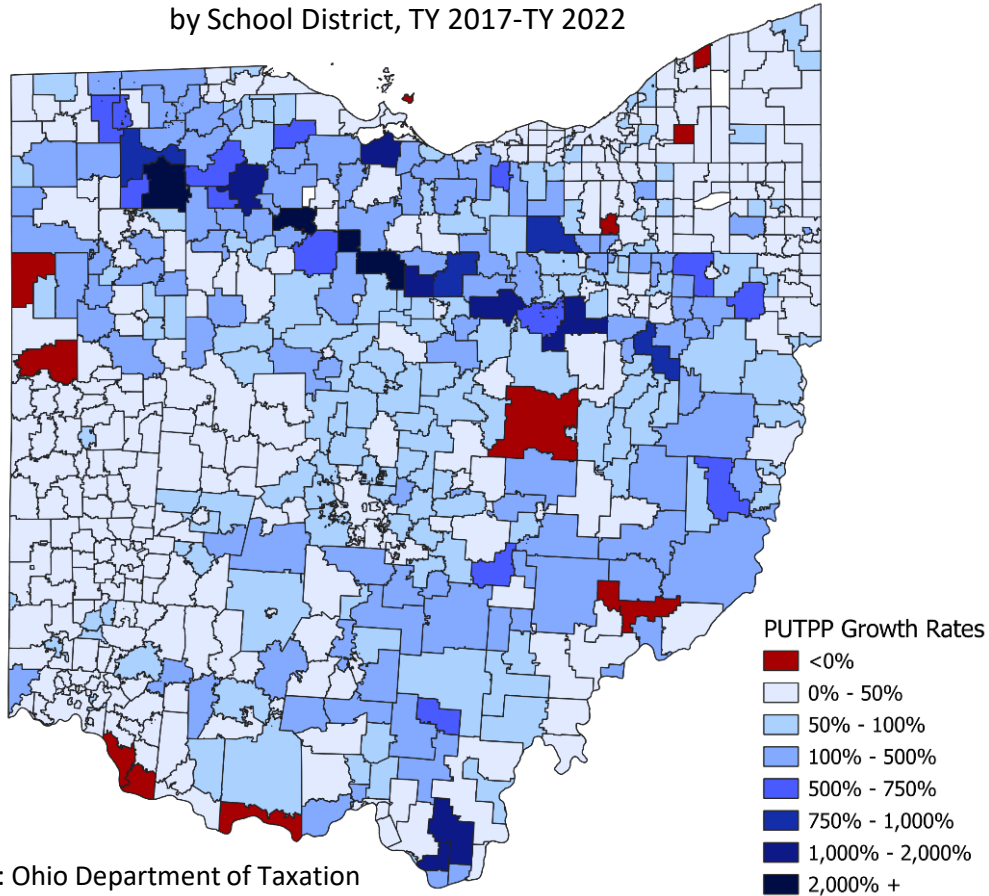 by School District, TY 2017-TY 2022
PUTPP Growth Rates
<0%
0% - 50%
50% - 100%
100% - 500%
500% - 750%
750% - 1,000%
1,000% - 2,000%
2,000% +
: Ohio Department of Taxation